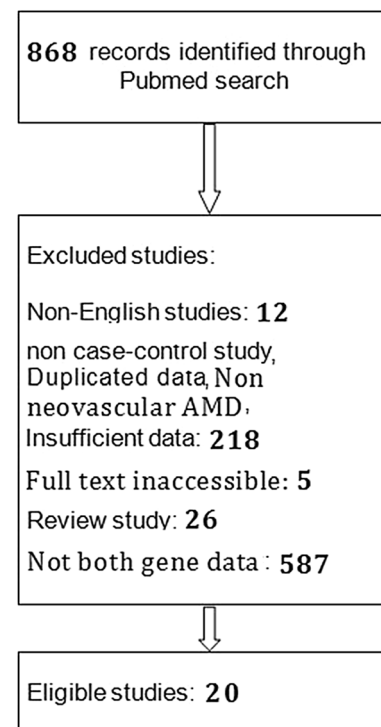 868 records identified through
Pubmed search
Excluded studies:
Non-English studies: 12
non case-control study,
Duplicated data, Non
neovascular AMD,
Insufficient data: 218
Full text inaccessible: 5
Review study: 26
Not both gene data : 587
Eligible studies: 20